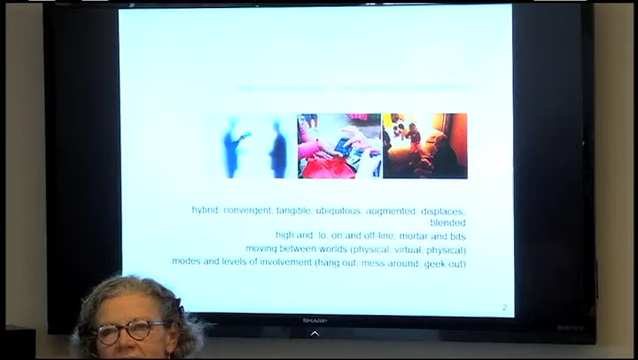 hybrid, convergent, tangible, ubiquitous, augmented, displaces,
blended
high and lo, on and off-line, mortar and bits
moving between worlds (physical, virtual, physical)
modes and levels of involvement (hang out, mess around, geek out)
2
SHARP